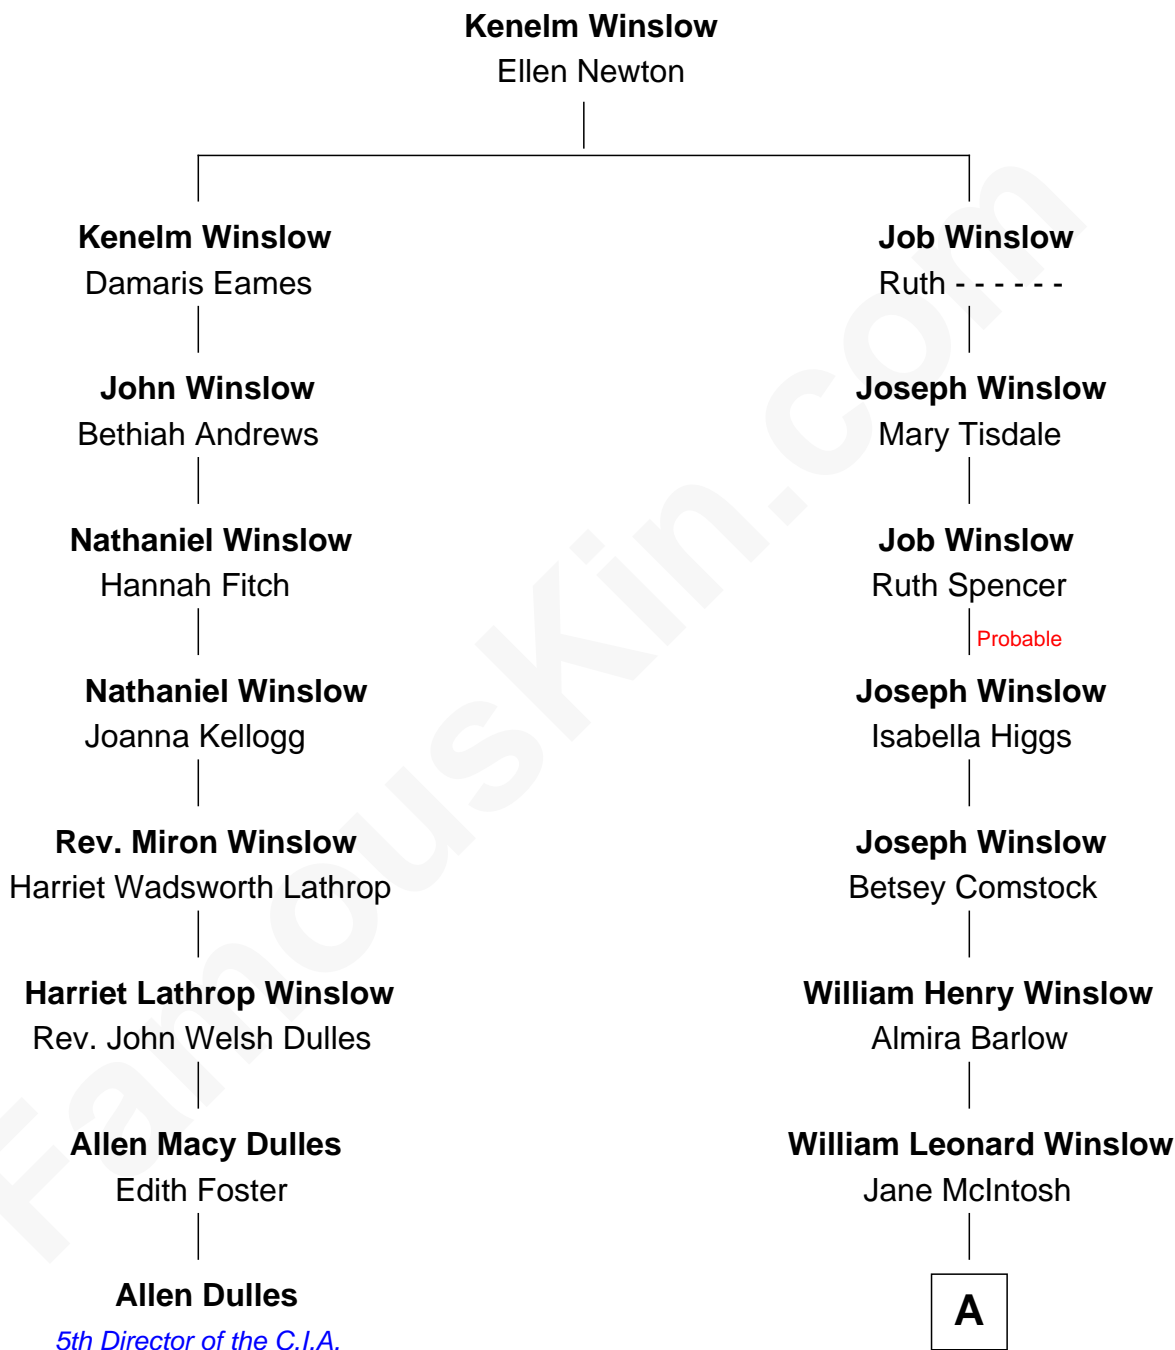 Kenelm Winslow
Ellen Newton
Kenelm Winslow
Damaris Eames
Job Winslow
Ruth - - - - - -
John Winslow
Bethiah Andrews
Joseph Winslow
Mary Tisdale
Nathaniel Winslow
Hannah Fitch
Job Winslow
Ruth Spencer
Probable
Nathaniel Winslow
Joanna Kellogg
Joseph Winslow
Isabella Higgs
Rev. Miron Winslow
Harriet Wadsworth Lathrop
Joseph Winslow
Betsey Comstock
Harriet Lathrop Winslow
Rev. John Welsh Dulles
William Henry Winslow
Almira Barlow
Allen Macy Dulles
Edith Foster
William Leonard Winslow
Jane McIntosh
Allen Dulles
5th Director of the C.I.A.
A
FamousKin.com